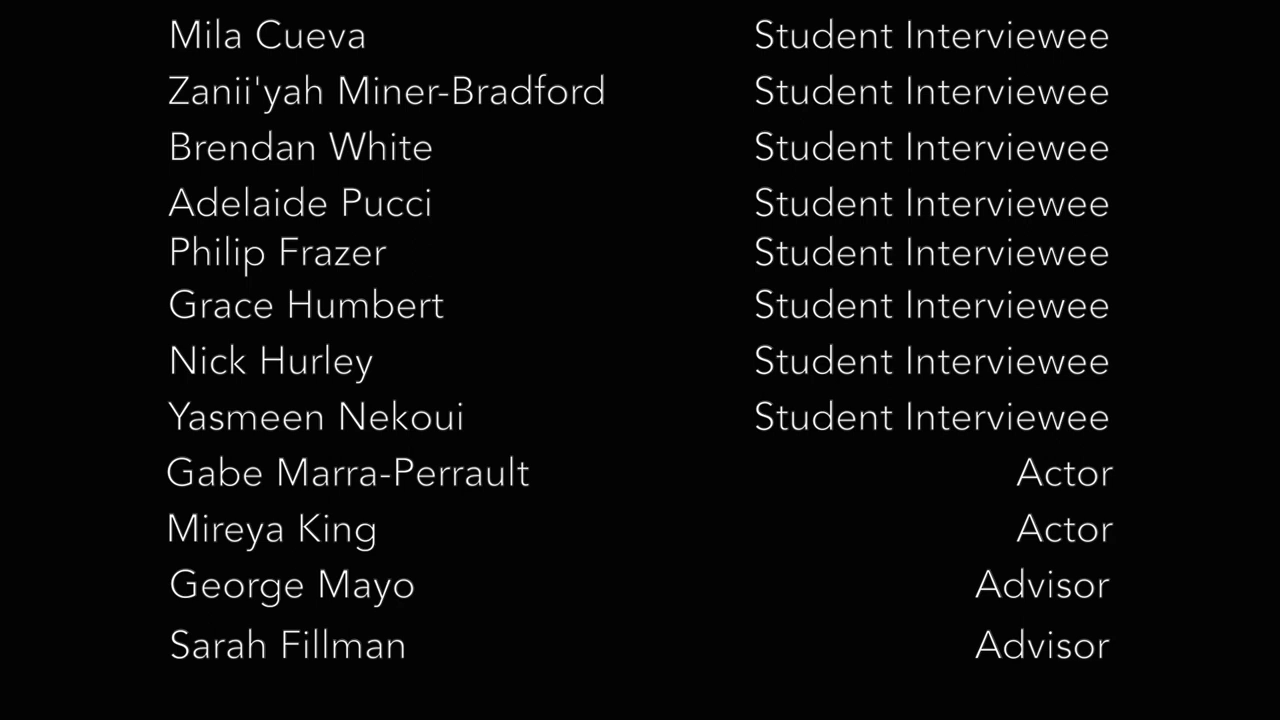 Mila Cueva Student Interviewee
Zanii'yah Miner-Bradford Student Interviewee
Brendan White Student Interviewee
Adelaide Pucci Student Interviewee
Philip Frazer Student Interviewee
Grace Humbert Student Interviewee
Nick Hurley Student Interviewee
Yasmeen Nekoui Student Interviewee
Gabe Marra-Perrault Actor
Mireya King Actor
George Mayo Advisor
Sarah Fillman Advisor